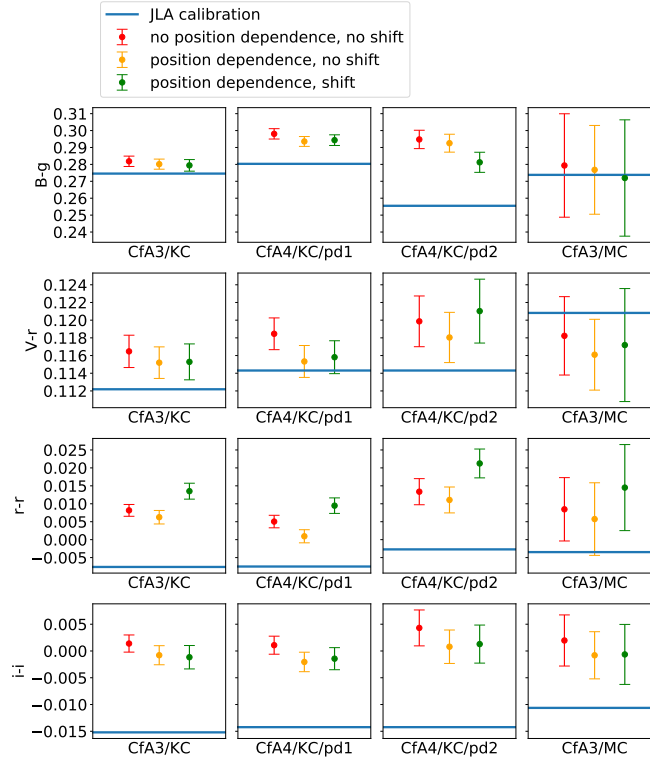 JLA calibration
no position dependence, no shift
position dependence, no shift
position dependence, shift
0.31
0.30
0.29
0.28
0.27
0.26
0.25
0.24
B-g
CfA3/KC
CfA4/KC/pd1
CfA4/KC/pd2
CfA3/MC
0.124
0.122
0.120
0.118
0.116
0.114
0.112
V-r
CfA3/KC
CfA4/KC/pd1
CfA4/KC/pd2
CfA3/MC
0.025
0.020
0.015
0.010
0.005
0.000
−0.005
r-r
CfA3/KC
CfA4/KC/pd1
CfA4/KC/pd2
CfA3/MC
0.005
0.000
−0.005
−0.010
−0.015
i-i
CfA3/KC
CfA4/KC/pd1
CfA4/KC/pd2
CfA3/MC